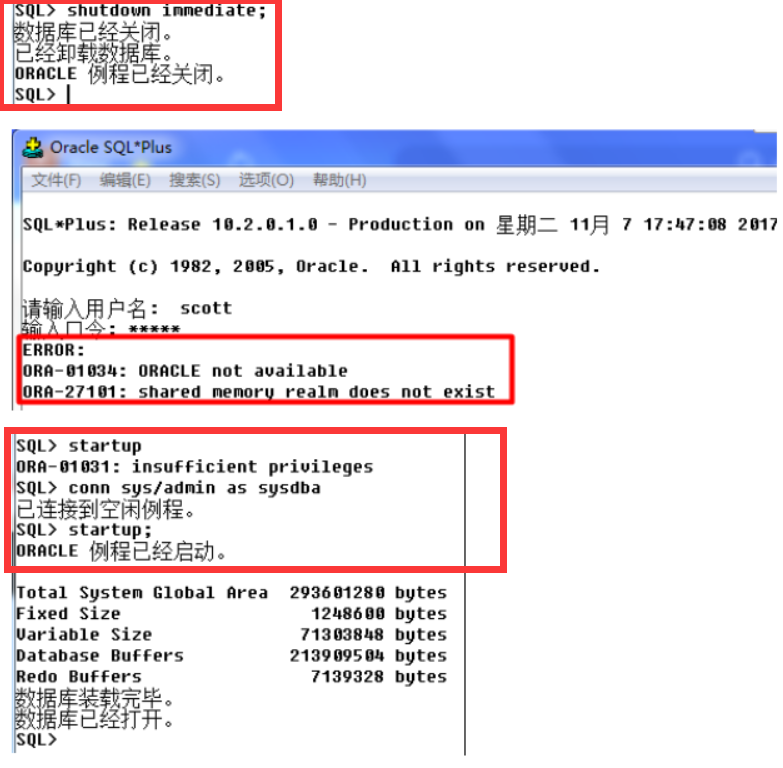 SQL> shutdown immediate;
数据库已经关闭。
已经卸载数据库。
ORACLE 例程已经关闭。
SQL>
Oracle SQL*Plus
文件(F) 编辑(E) 搜索(S) 选项(O) 帮助(H)
SQL*Plus: Release 10.2.0.1.0 - Production on 星期二 11月 7 17:47:08 2017
Copyright (c) 1982, 2005, Oracle.  All rights reserved.
请输入用户名:  scott
输入口令: *****
ERROR:
ORA-01034: ORACLE not available
ORA-27101: shared memory realm does not exist
SQL> startup
ORA-01031: insufficient privileges
SQL> conn sys/admin as sysdba
已连接到空闲例程。
SQL> startup;
ORACLE 例程已经启动。
Total System Global Area  293601280 bytes
Fixed Size                  1248600 bytes
Variable Size              71303848 bytes
Database Buffers          213909504 bytes
Redo Buffers                7139328 bytes
数据库装载完毕。
数据库已经打开。
SQL>